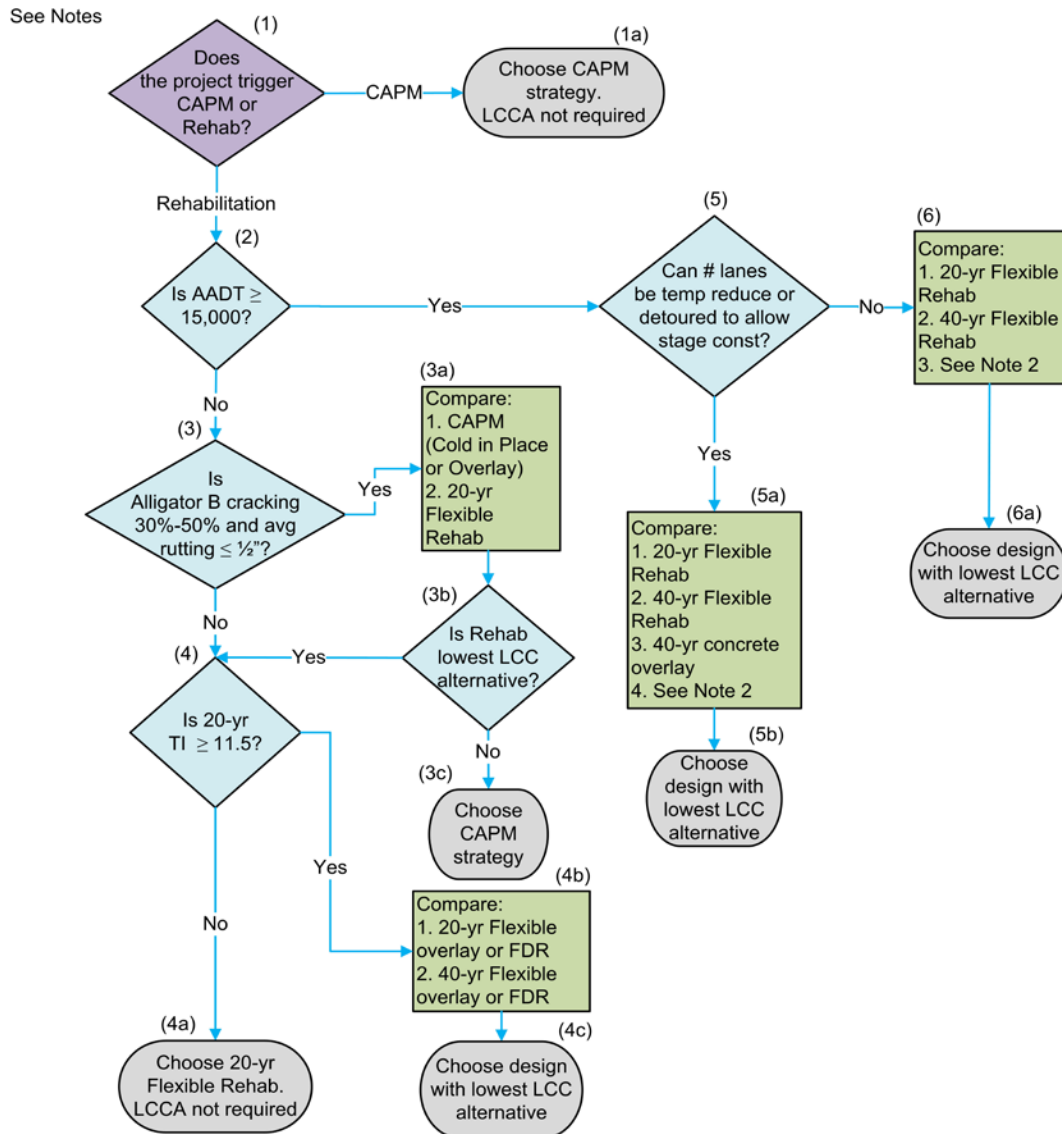 See Notes
(1)
Does
the project trigger
CAPM or
Rehab?
CAPM
(1a)
Choose CAPM
strategy.
LCCA not required
Rehabilitation
(2)
Is AADT ≥
15,000?
Yes
(5)
Can # lanes
be temp reduce or
detoured to allow
stage const?
No
(6)
Compare:
1. 20-yr Flexible
Rehab
2. 40-yr Flexible
Rehab
3. See Note 2
(6a)
Choose design
with lowest LCC
alternative
Yes
(5a)
Compare:
1. 20-yr Flexible
Rehab
2. 40-yr Flexible
Rehab
3. 40-yr concrete
overlay
4. See Note 2
(5b)
Choose
design with
lowest LCC
alternative
No
(3)
Is
Alligator B cracking
30%-50% and avg
rutting ≤ ½”?
Yes
(3a)
Compare:
1. CAPM
(Cold in Place
or Overlay)
2. 20-yr
Flexible
Rehab
(3b)
Is Rehab
lowest LCC
alternative?
Yes
No
(3c)
Choose
CAPM
strategy
No
(4)
Is 20-yr
TI ≥ 11.5?
Yes
(4b)
Compare:
1. 20-yr Flexible
overlay or FDR
2. 40-yr Flexible
overlay or FDR
(4c)
Choose design
with lowest LCC
alternative
No
(4a)
Choose 20-yr
Flexible Rehab.
LCCA not required